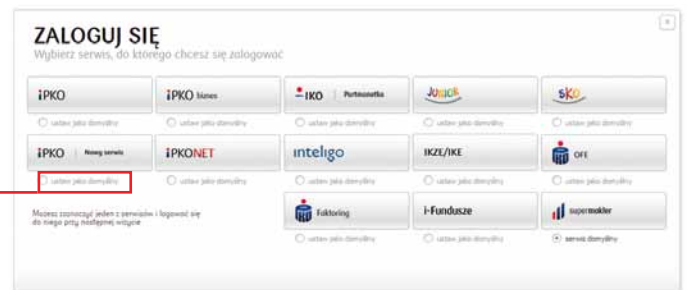 ZALOGUJ SIĘ
Wybierz serwis, do którego chcesz się zalogować
iPKO
iPKO biznes
IKO Portmonetka
JUNIOR
SKO
ustaw jako domyślny
ustaw jako domyślny
ustaw jako domyślny
ustaw jako domyślny
ustaw jako domyślny
iPKO Nowy serwis
iPKONET
inteligo
IKZE/IKE
OFE
ustaw jako domyślny
ustaw jako domyślny
ustaw jako domyślny
ustaw jako domyślny
ustaw jako domyślny
Możesz zaznaczyć jeden z serwisów i logować się
do niego przy następnej wizycie
Faktoring
i-Fundusze
supermakler
ustaw jako domyślny
ustaw jako domyślny
serwis domyślny